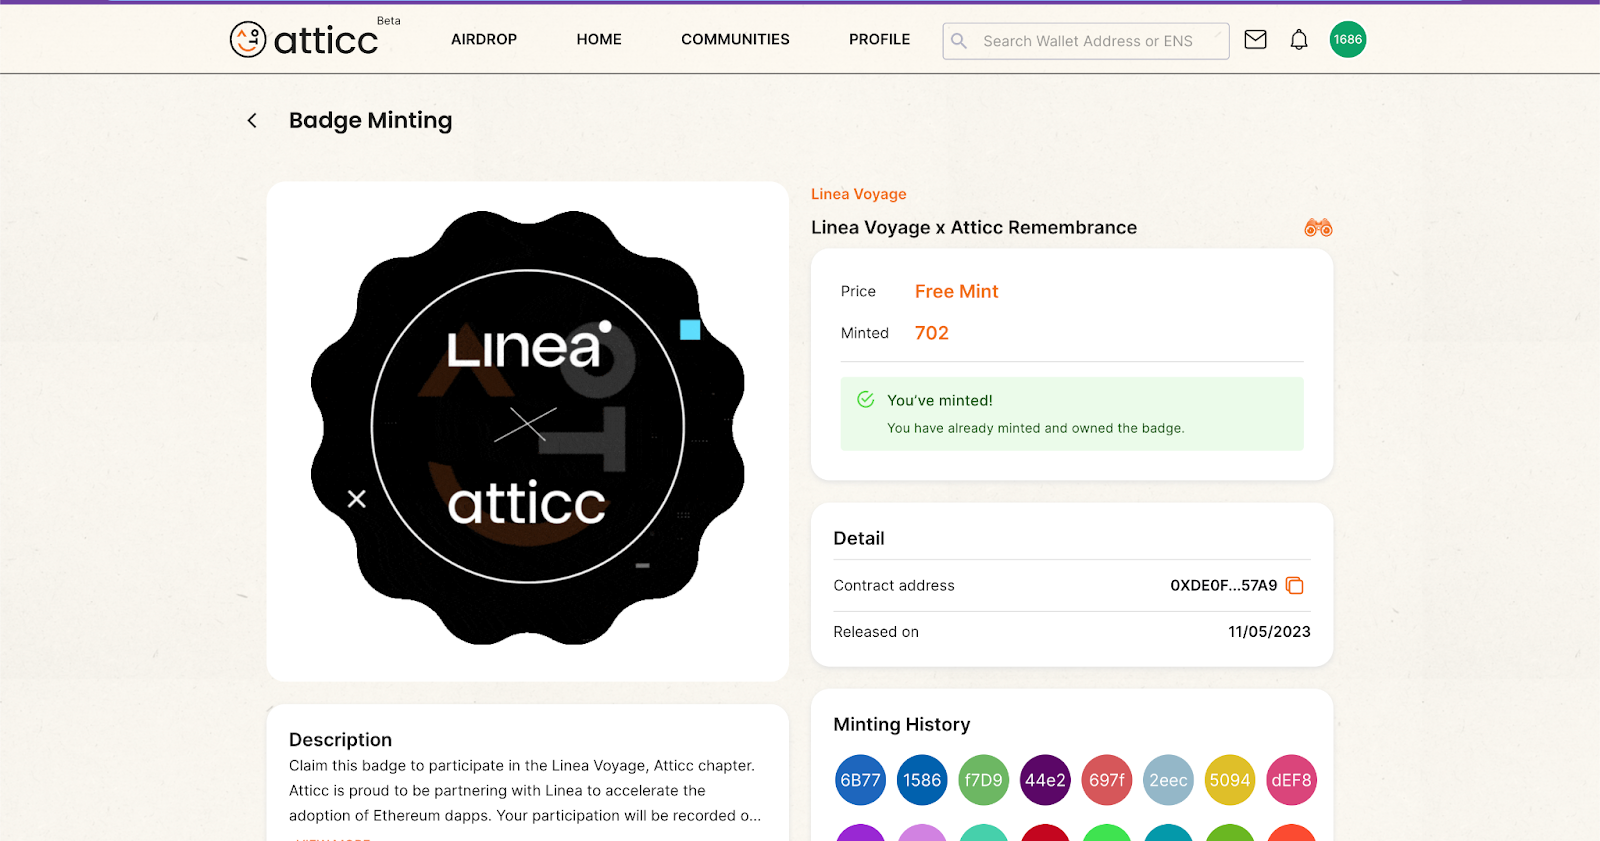 atticc Beta
AIRDROP HOME COMMUNITIES PROFILE Search Wallet Address or ENS 1686
Badge Minting
Linea
atticc
Linea Voyage
Linea Voyage x Atticc Remembrance
Price Free Mint
Minted 702
You've minted!
You have already minted and owned the badge.
Detail
Contract address 0XDE0F...57A9
Released on 11/05/2023
Description
Claim this badge to participate in the Linea Voyage, Atticc chapter.
Atticc is proud to be partnering with Linea to accelerate the
adoption of Ethereum dapps. Your participation will be recorded o...
VIEW MORE
Minting History
6B77 1586 f7D9 44e2 697f 2eec 5094 dEF8